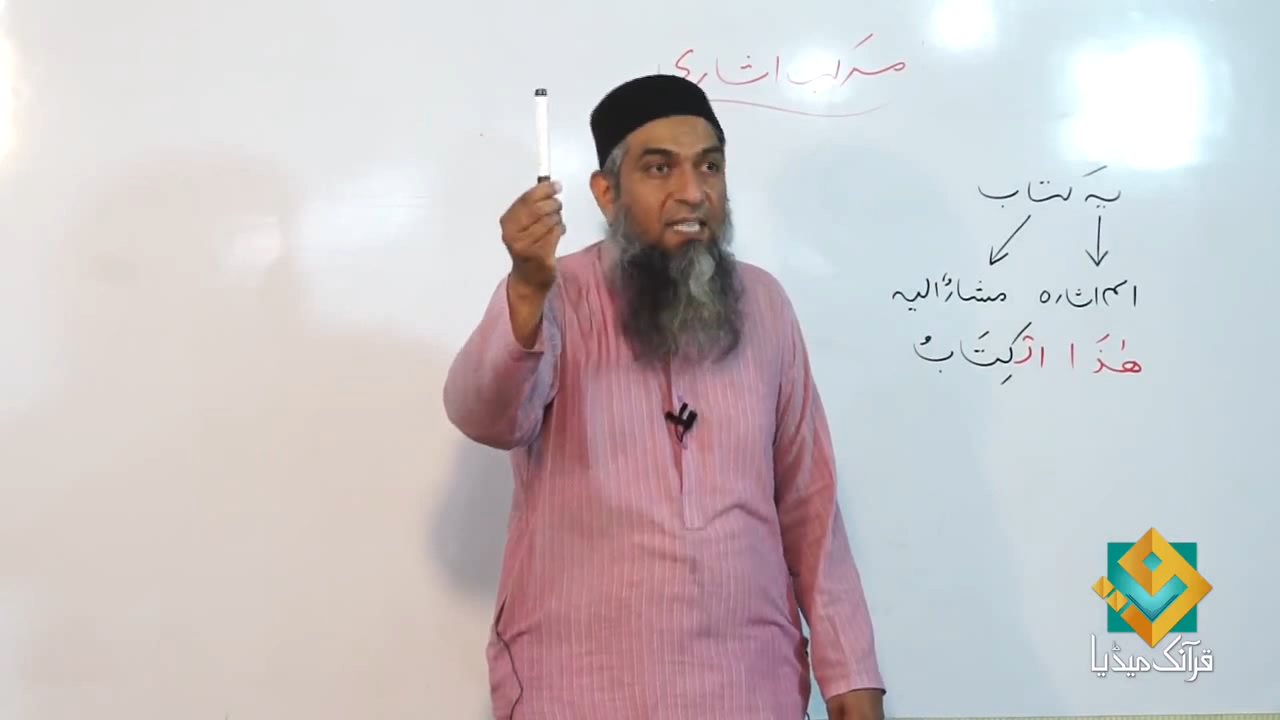 مرکب اشاری
یہ کتاب
اسم اشارہ مشارٌ الیہ
ھٰذَا الْكِتَابُ
قرآنک میڈیا